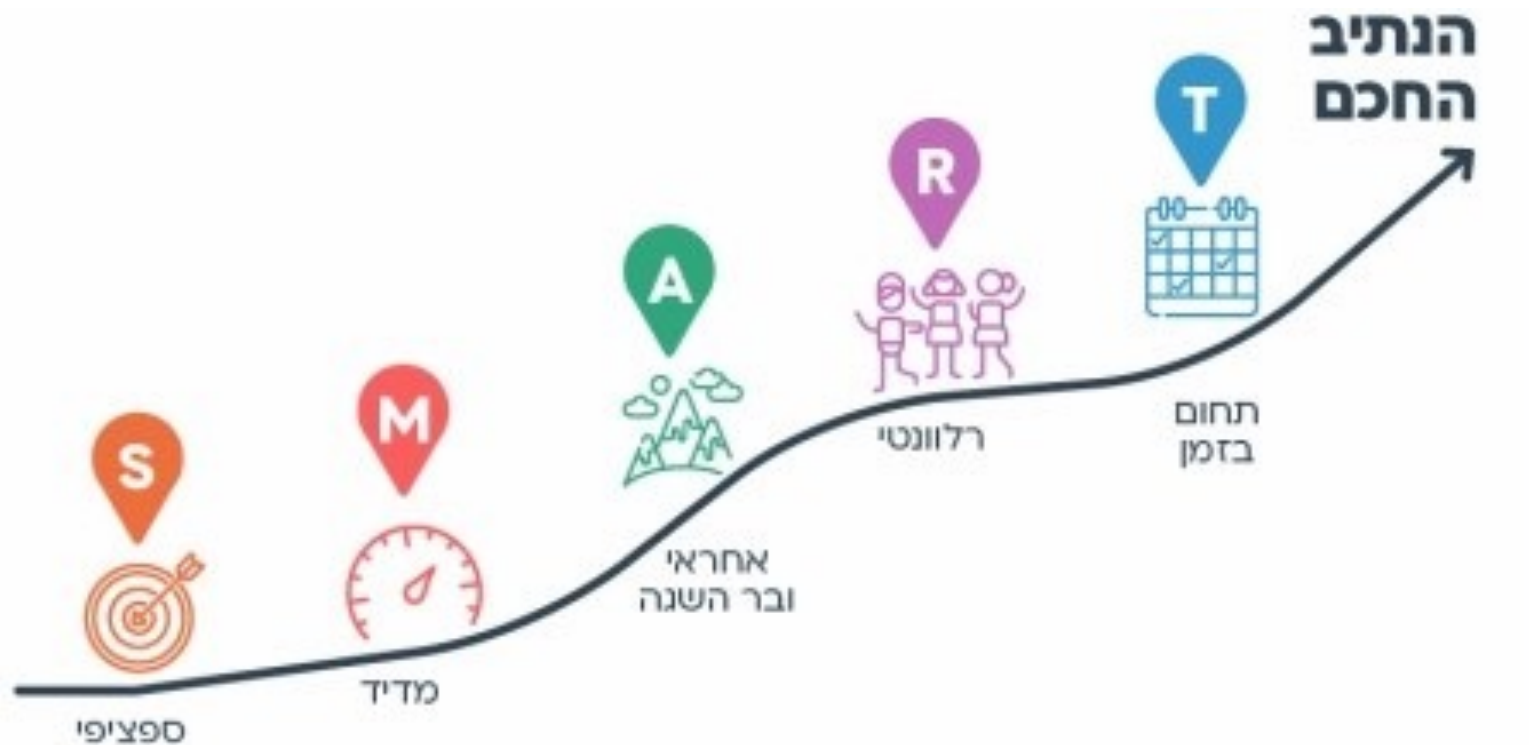 הנתיב
החכם
S
ספציפי
M
מדיד
A
אחראי
ובר השגה
R
רלוונטי
T
תחום
בזמן